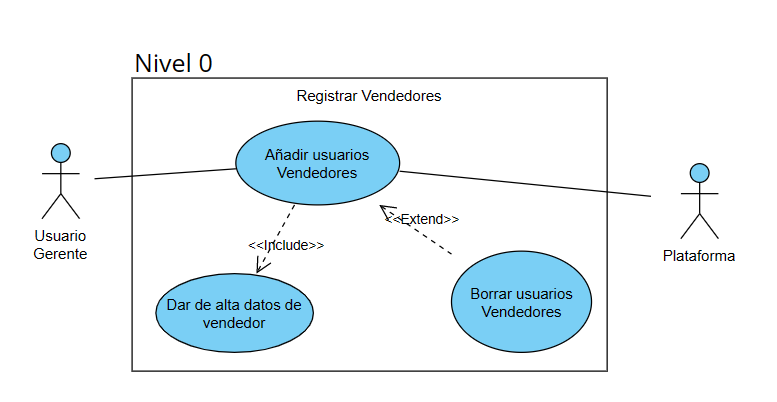 Nivel 0
Registrar Vendedores
Añadir usuarios
Vendedores
<<Extend>>
Usuario
Gerente
<<Include>>
Plataforma
Dar de alta datos de
vendedor
Borrar usuarios
Vendedores